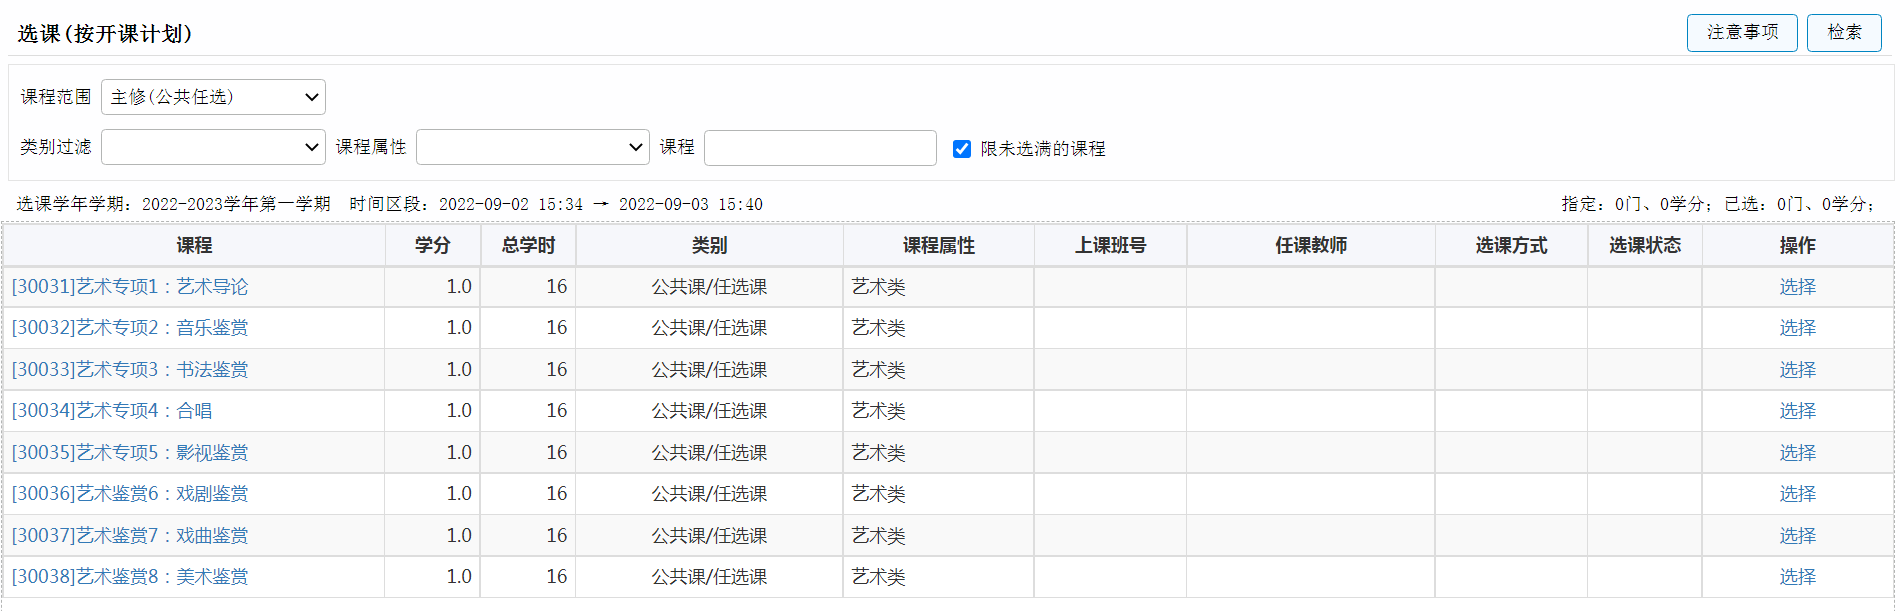 选课(按开课计划) 注意事项 检索
课程范围 主修(公共任选)
类别过滤 课程属性 课程 限未选满的课程
选课学年学期：2022-2023学年第一学期 时间区段：2022-09-02 15:34 → 2022-09-03 15:40 指定：0门、0学分；已选：0门、0学分；
课程 学分 总学时 类别 课程属性 上课班号 任课教师 选课方式 选课状态 操作
[30031]艺术专项1：艺术导论 1.0 16 公共课/任选课 艺术类 选择
[30032]艺术专项2：音乐鉴赏 1.0 16 公共课/任选课 艺术类 选择
[30033]艺术专项3：书法鉴赏 1.0 16 公共课/任选课 艺术类 选择
[30034]艺术专项4：合唱 1.0 16 公共课/任选课 艺术类 选择
[30035]艺术专项5：影视鉴赏 1.0 16 公共课/任选课 艺术类 选择
[30036]艺术鉴赏6：戏剧鉴赏 1.0 16 公共课/任选课 艺术类 选择
[30037]艺术鉴赏7：戏曲鉴赏 1.0 16 公共课/任选课 艺术类 选择
[30038]艺术鉴赏8：美术鉴赏 1.0 16 公共课/任选课 艺术类 选择